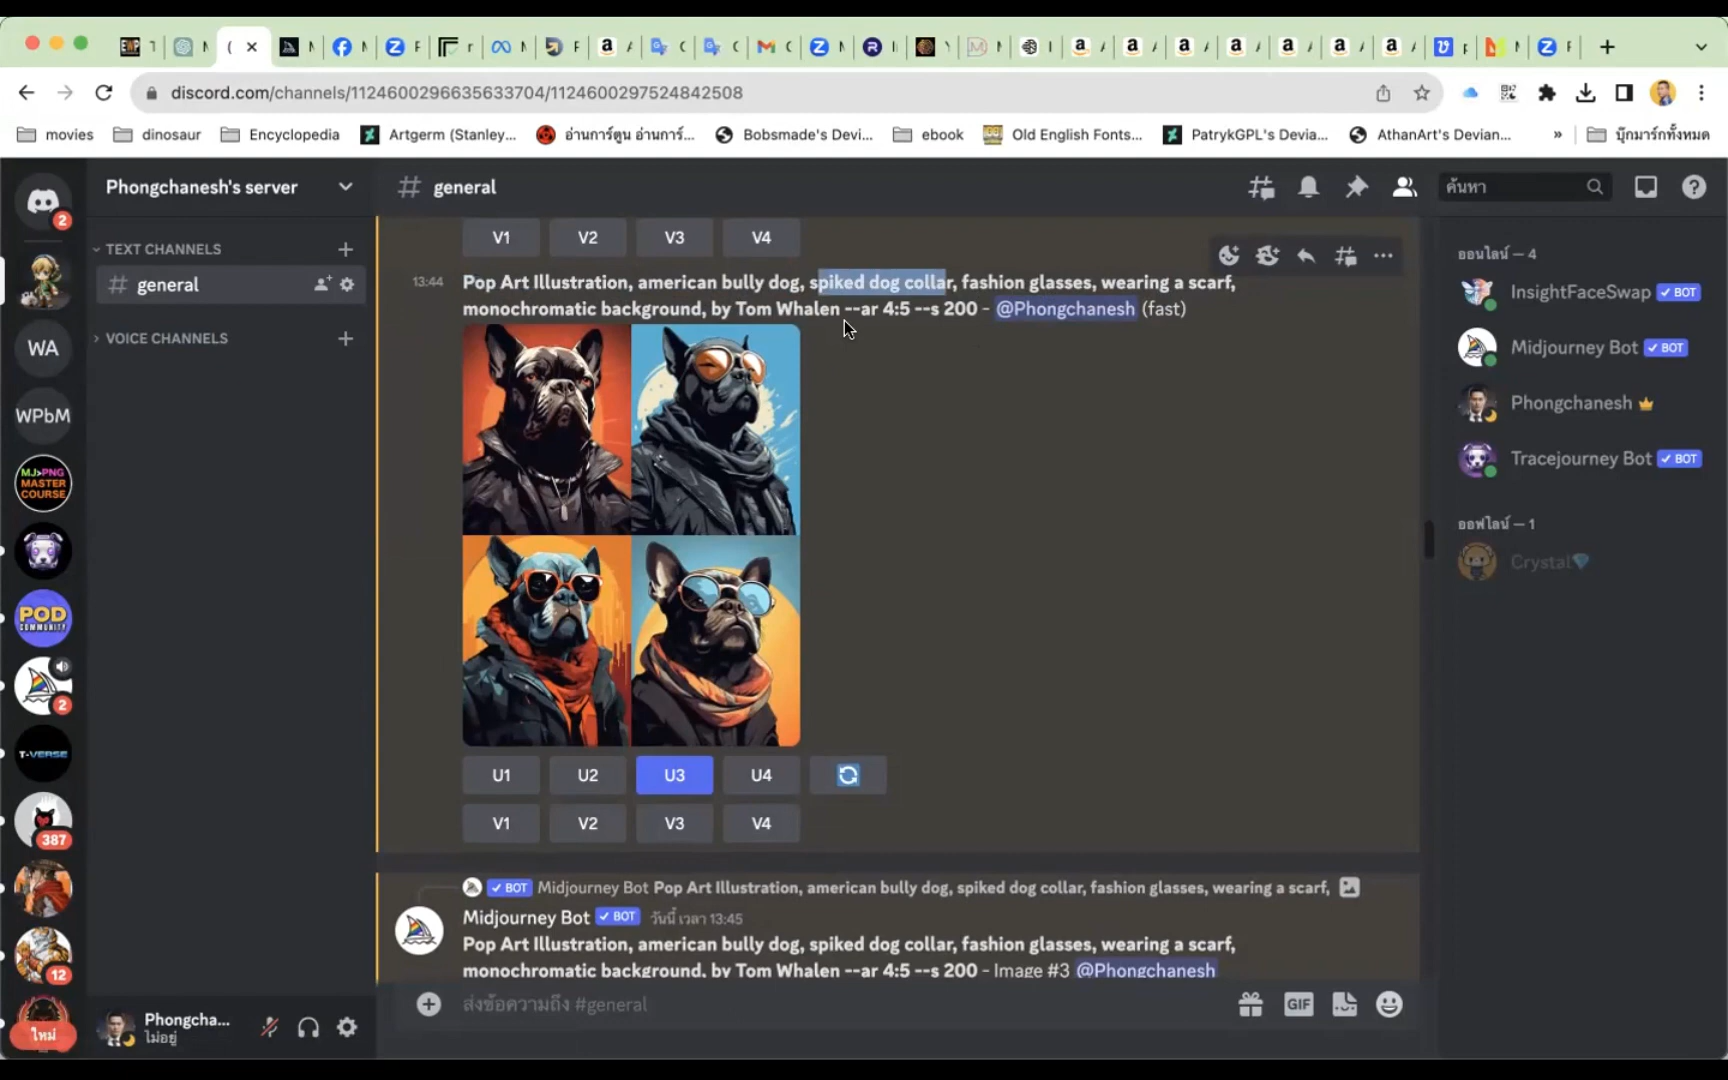 discord.com/channels/1124600296635633704/1124600297524842508
movies
dinosaur
Encyclopedia
Artgerm (Stanley...
อ่านการ์ตูน อ่านการ์...
Bobsmade's Devi...
ebook
Old English Fonts...
PatrykGPL's Devia...
AthanArt's Devian...
»
บุ๊กมาร์กทั้งหมด
Phongchanesh's server
# general
ค้นหา
TEXT CHANNELS
# general
VOICE CHANNELS
2
WA
WPbM
MJ>PNG
MASTER
COURSE
POD
COMMUNITY
2
T-VERSE
387
12
ใหม่
V1 V2 V3 V4
13:44 Pop Art Illustration, american bully dog, spiked dog collar, fashion glasses, wearing a scarf,
monochromatic background, by Tom Whalen --ar 4:5 --s 200 - @Phongchanesh (fast)
U1 U2 U3 U4
V1 V2 V3 V4
BOT Midjourney Bot Pop Art Illustration, american bully dog, spiked dog collar, fashion glasses, wearing a scarf,
Midjourney Bot BOT วันนี้ เวลา 13:45
Pop Art Illustration, american bully dog, spiked dog collar, fashion glasses, wearing a scarf,
monochromatic background, by Tom Whalen --ar 4:5 --s 200 - Image #3 @Phongchanesh
ส่งข้อความถึง #general
GIF
Phongcha...
ไม่อยู่
ออนไลน์ — 4
InsightFaceSwap BOT
Midjourney Bot BOT
Phongchanesh
Tracejourney Bot BOT
ออฟไลน์ — 1
Crystal